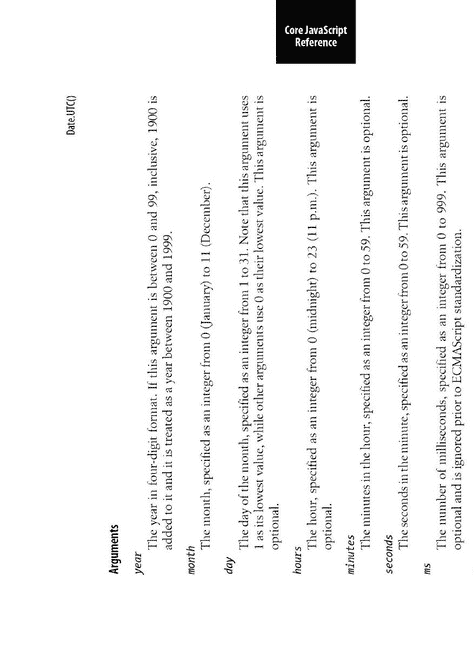 Core JavaScript
Reference
Date.UTC()
Arguments
year
The year in four-digit format. If this argument is between 0 and 99, inclusive, 1900 is
added to it and it is treated as a year between 1900 and 1999.
month
The month, specified as an integer from 0 (January) to 11 (December).
day
The day of the month, specified as an integer from 1 to 31. Note that this argument uses
1 as its lowest value, while other arguments use 0 as their lowest value. This argument is
optional.
hours
The hour, specified as an integer from 0 (midnight) to 23 (11 p.m.). This argument is
optional.
minutes
The minutes in the hour, specified as an integer from 0 to 59. This argument is optional.
seconds
The seconds in the minute, specified as an integer from 0 to 59. This argument is optional.
ms
The number of milliseconds, specified as an integer from 0 to 999. This argument is
optional and is ignored prior to ECMAScript standardization.